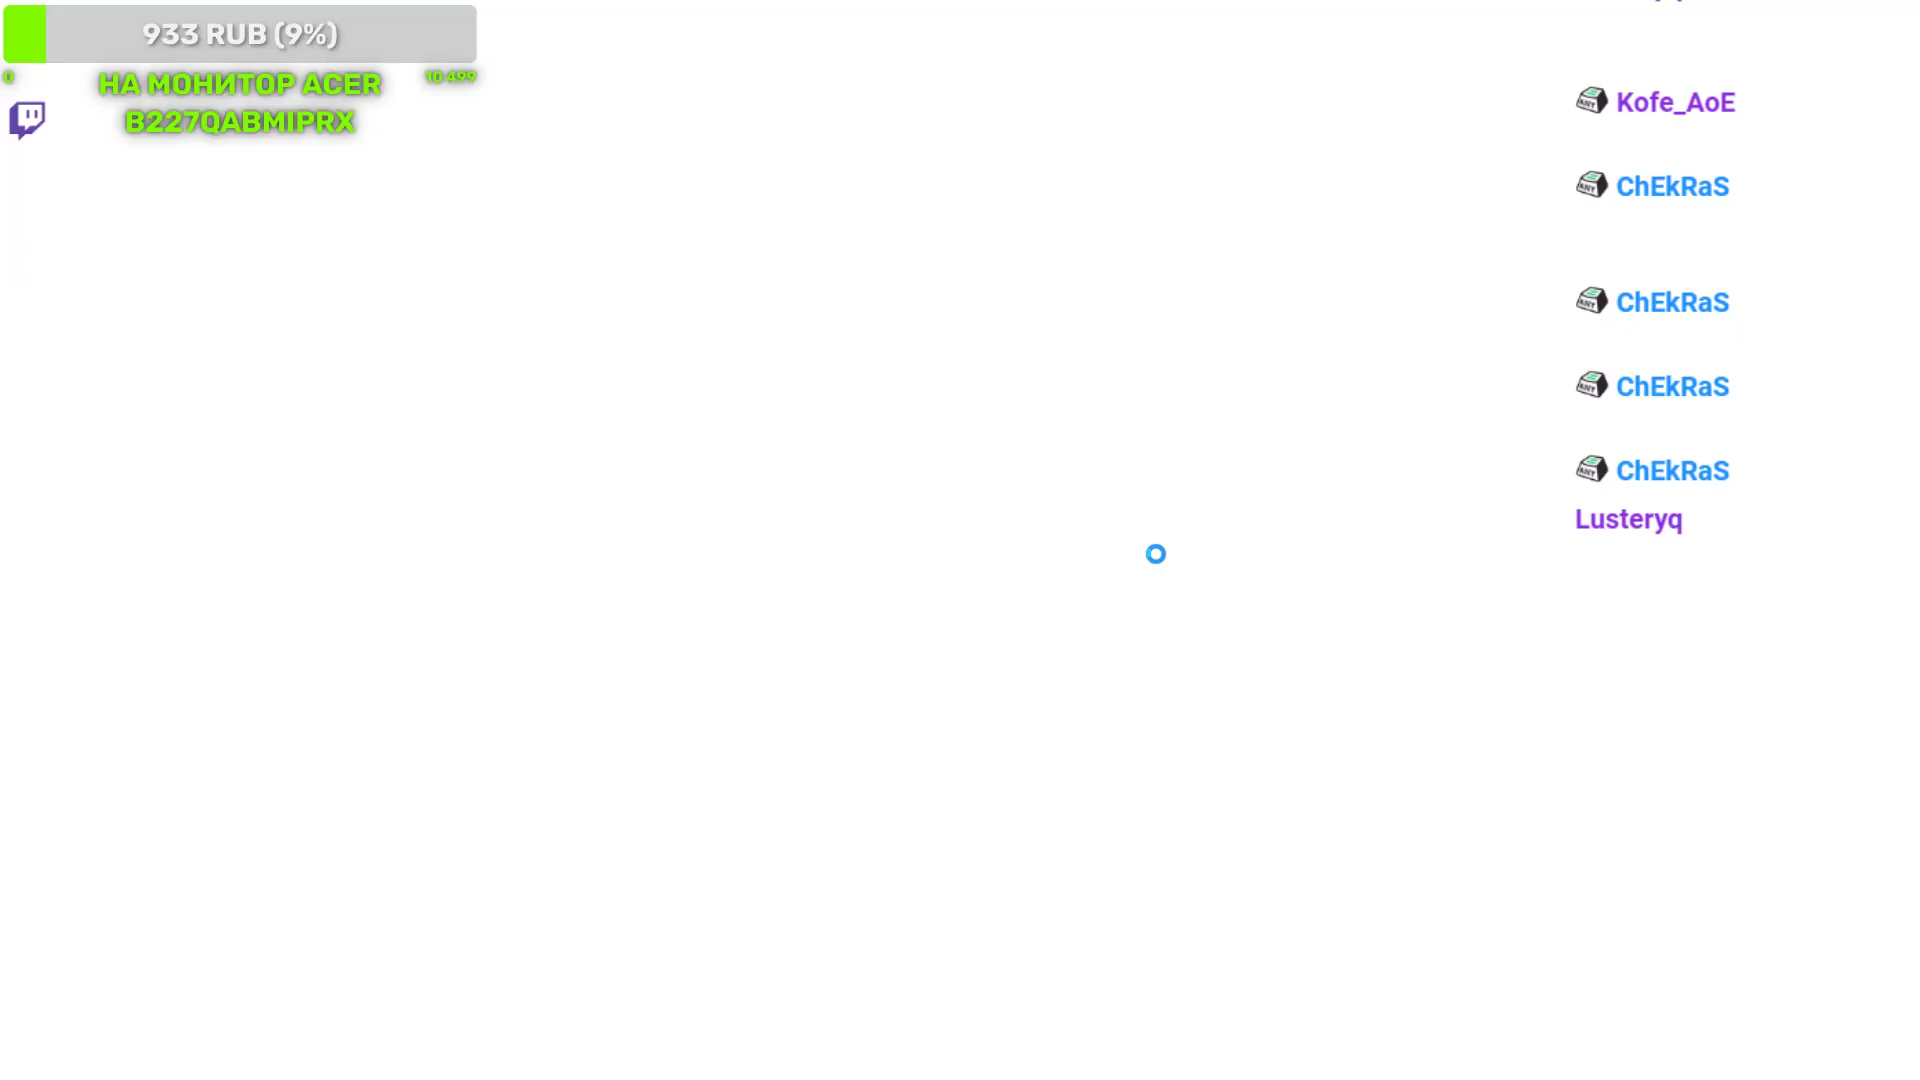 933 RUB (9%)
0
10 499
НА МОНИТОР ACER
B227QABMIPRX
Kofe_AoE
ChEkRaS
ChEkRaS
ChEkRaS
ChEkRaS
Lusteryq